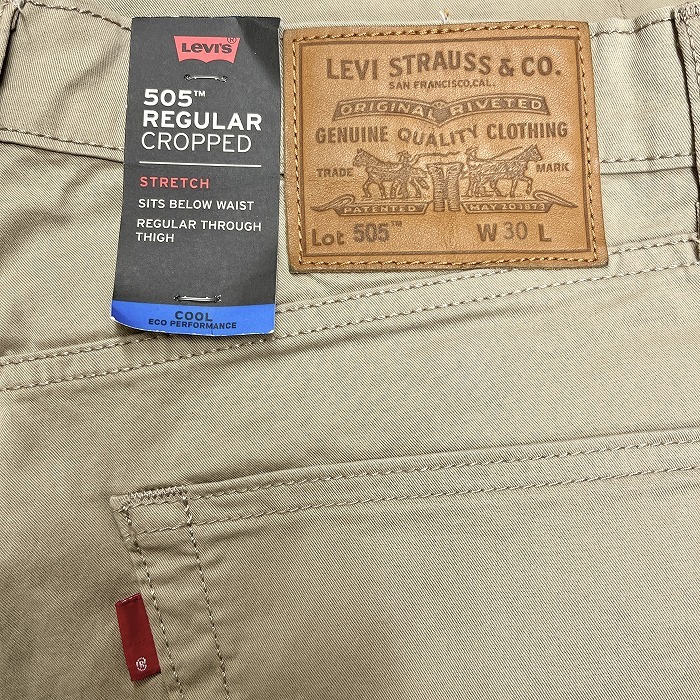 Levi's®
505™
REGULAR
CROPPED
STRETCH
SITS BELOW WAIST
REGULAR THROUGH
THIGH
COOL
ECO PERFORMANCE
LEVI STRAUSS & CO.
SAN FRANCISCO,CAL.
ORIGINAL RIVETED
GENUINE QUALITY CLOTHING
TRADE MARK
PATENTED MAY 20 1873
Lot 505™ W 30 L
®